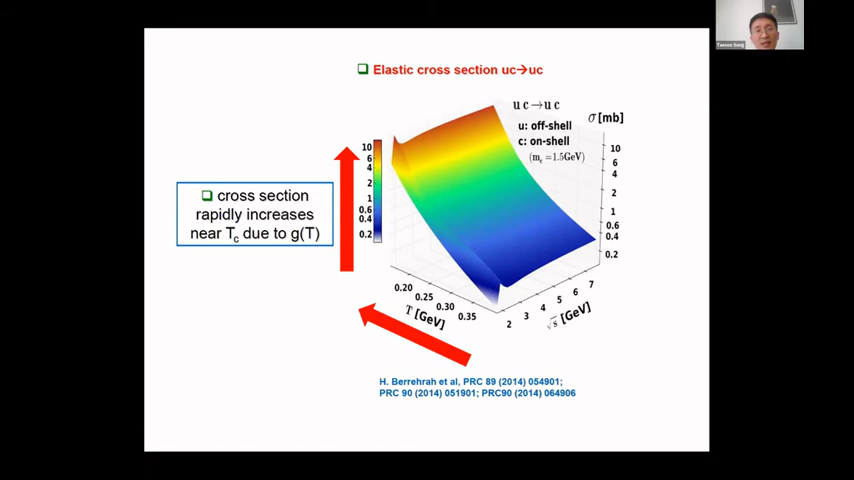 Taesoo Song
❑ Elastic cross section uc→uc
u c → u c
u: off-shell
c: on-shell
(m_c = 1.5GeV)
σ [mb]
10
6
4
2
1
0.6
0.4
0.2
10
6
4
2
1
0.6
0.4
0.2
❑ cross section
rapidly increases
near T_c due to g(T)
0.20
0.25
0.30
0.35
T [GeV]
2
3
4
5
6
7
√s [GeV]
H. Berrehrah et al, PRC 89 (2014) 054901;
PRC 90 (2014) 051901; PRC90 (2014) 064906